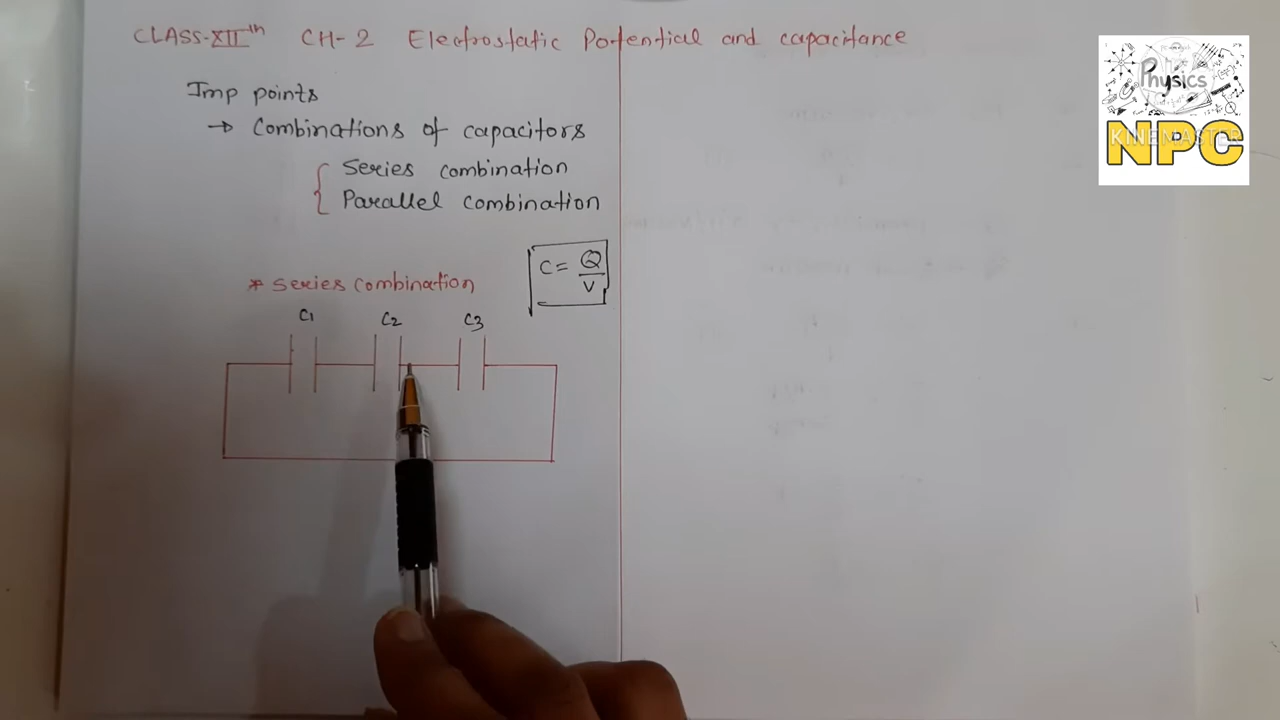 CLASS-XIIth CH-2 Electrostatic Potential and capacitance
Imp points
→ Combinations of capacitors
Series combination
Parallel combination
C = Q/V
* Series combination
C1 C2 C3
Physics
NPC
KINEMASTER